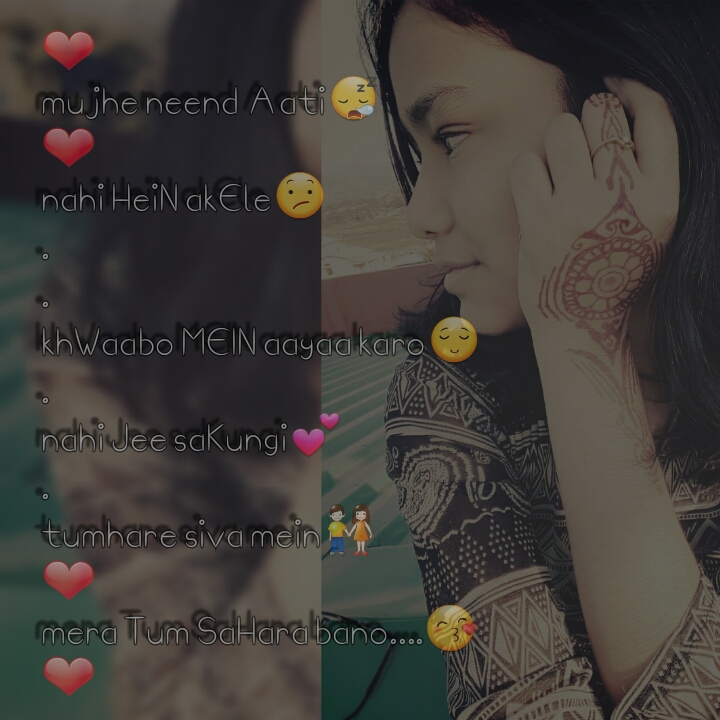 ❤
mujhe neend Aati 😪
❤
nahi HeiN akEle 😕
.
.
khWaabo MEIN aayaa karo 😌
.
nahi Jee saKungi 💕
.
tumhare siva mein 👫
❤
mera Tum SaHara bano.... 😚
❤